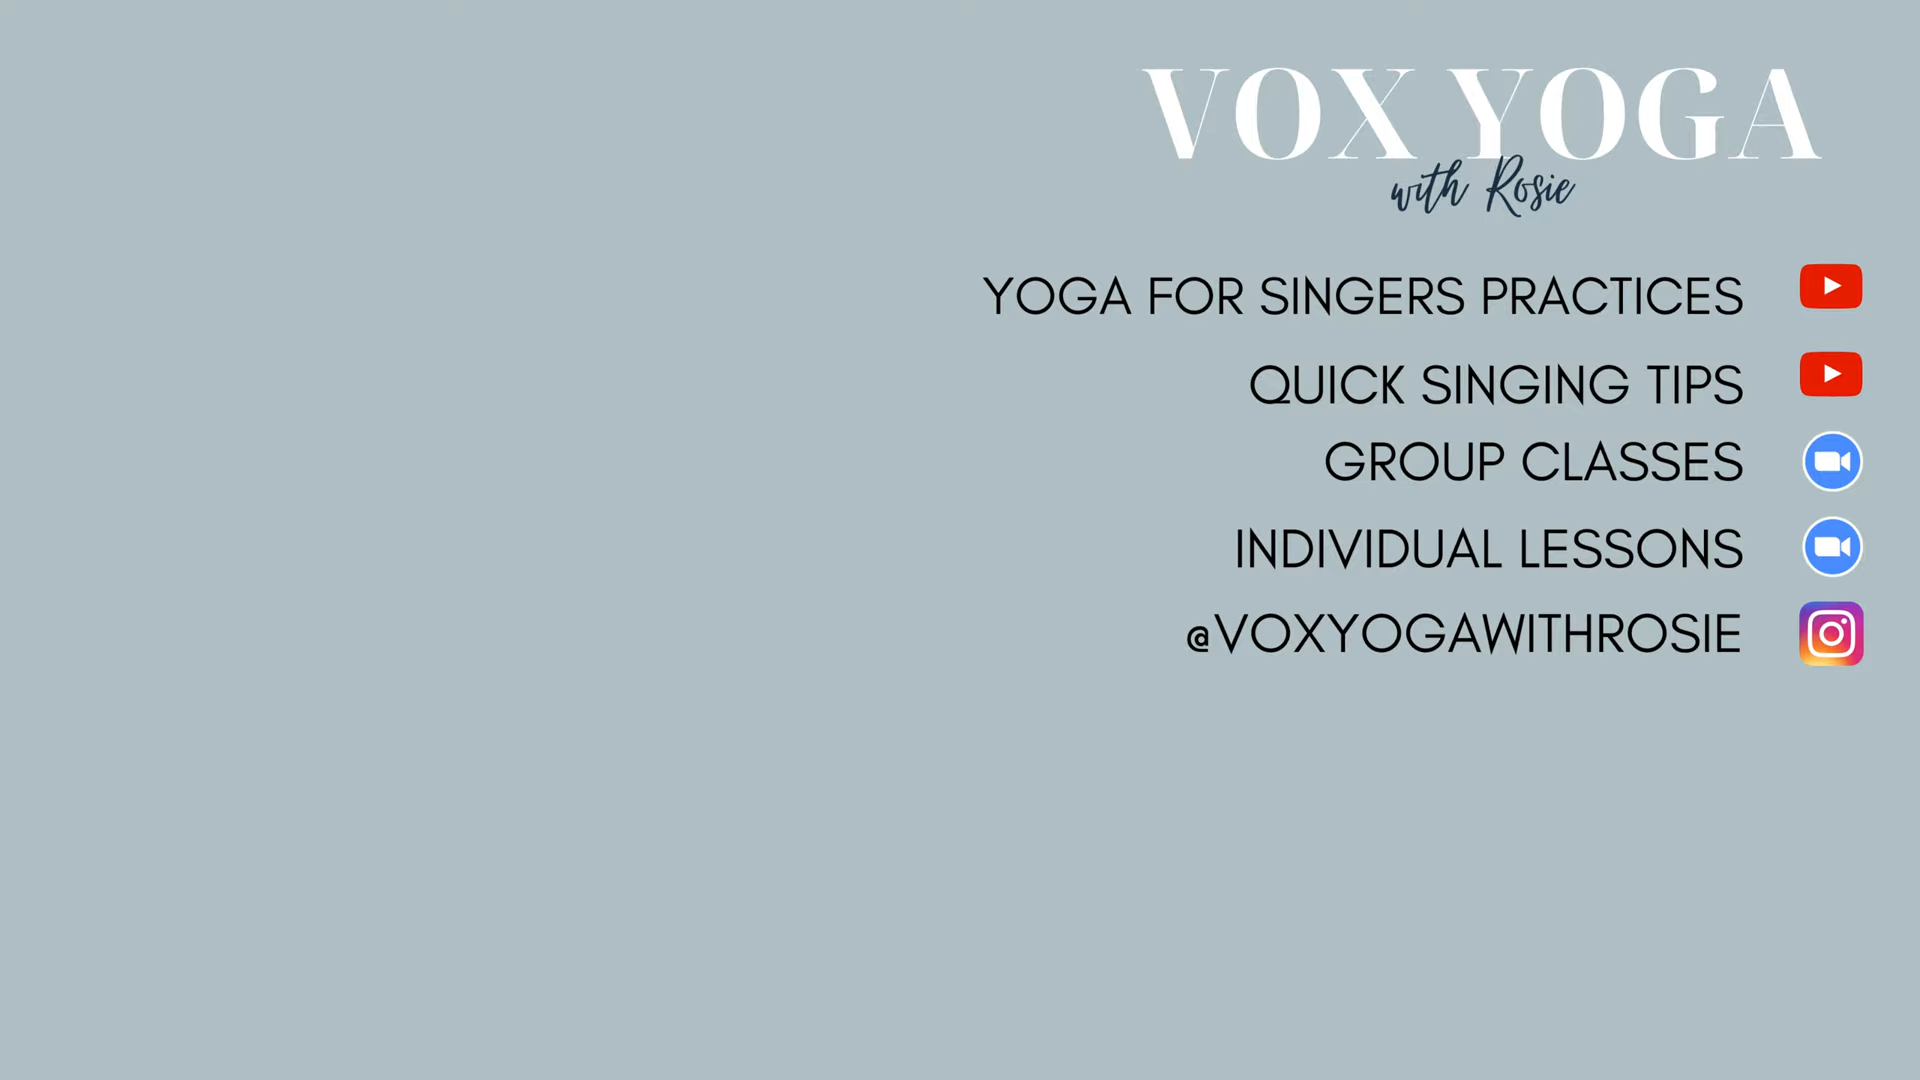 VOX YOGA
with Rosie
YOGA FOR SINGERS PRACTICES
QUICK SINGING TIPS
GROUP CLASSES
INDIVIDUAL LESSONS
@VOXYOGAWITHROSIE